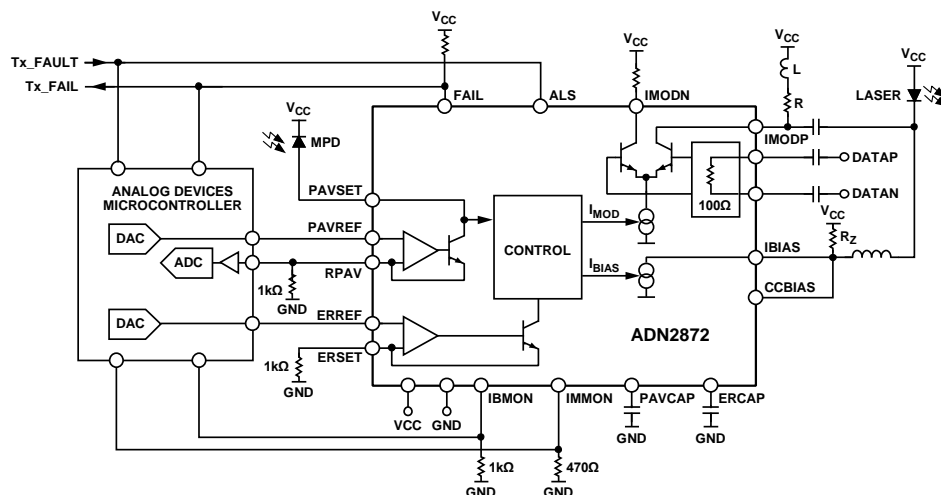 VCC
VCC
VCC
VCC
Tx_FAULT
Tx_FAIL
L
R
LASER
FAIL
ALS
IMODN
VCC
MPD
IMODP
DATAP
DATAN
100Ω
ANALOG DEVICES
MICROCONTROLLER
PAVSET
DAC
PAVREF
CONTROL
IMOD
VCC
RZ
ADC
RPAV
IBIAS
IBIAS
1kΩ
GND
CCBIAS
DAC
ERREF
ADN2872
ERSET
1kΩ
GND
VCC
GND
IBMON
IMMON
PAVCAP
ERCAP
GND
GND
1kΩ
470Ω
GND
GND